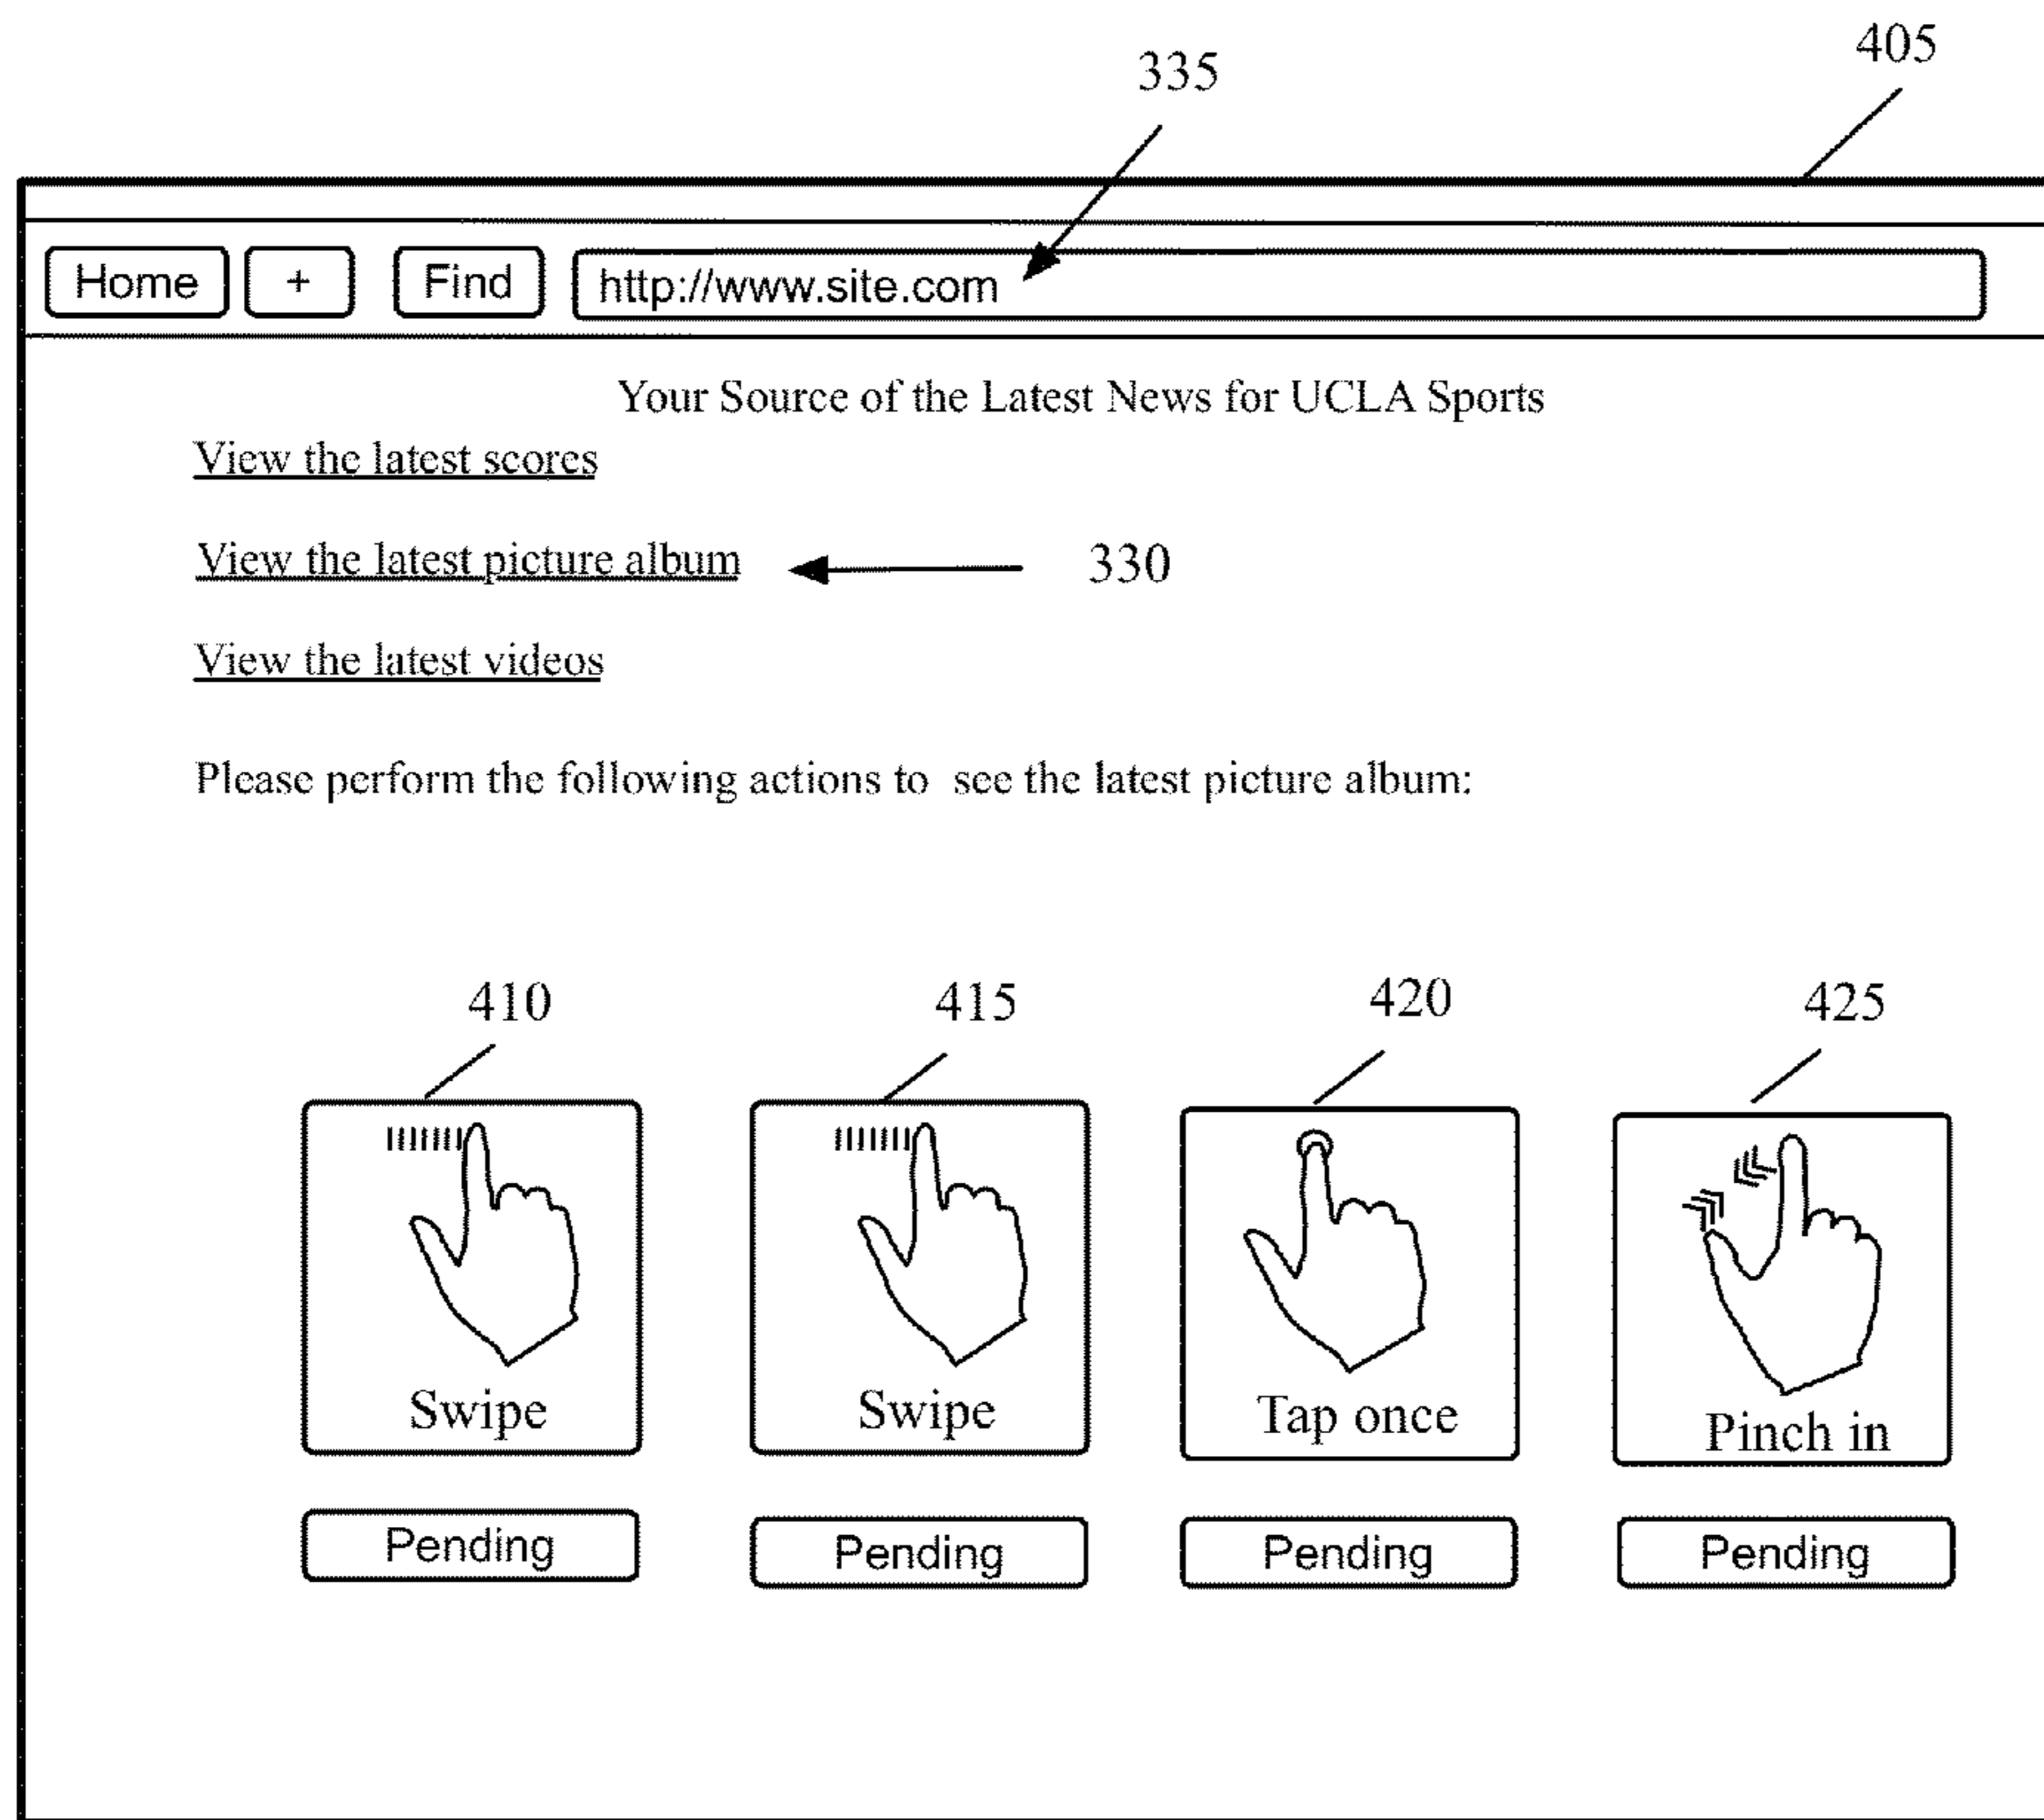 335 405
Home + Find http://www.site.com
Your Source of the Latest News for UCLA Sports
View the latest scores
View the latest picture album 330
View the latest videos
Please perform the following actions to see the latest picture album:
410 415 420 425
Swipe Swipe Tap once Pinch in
Pending Pending Pending Pending